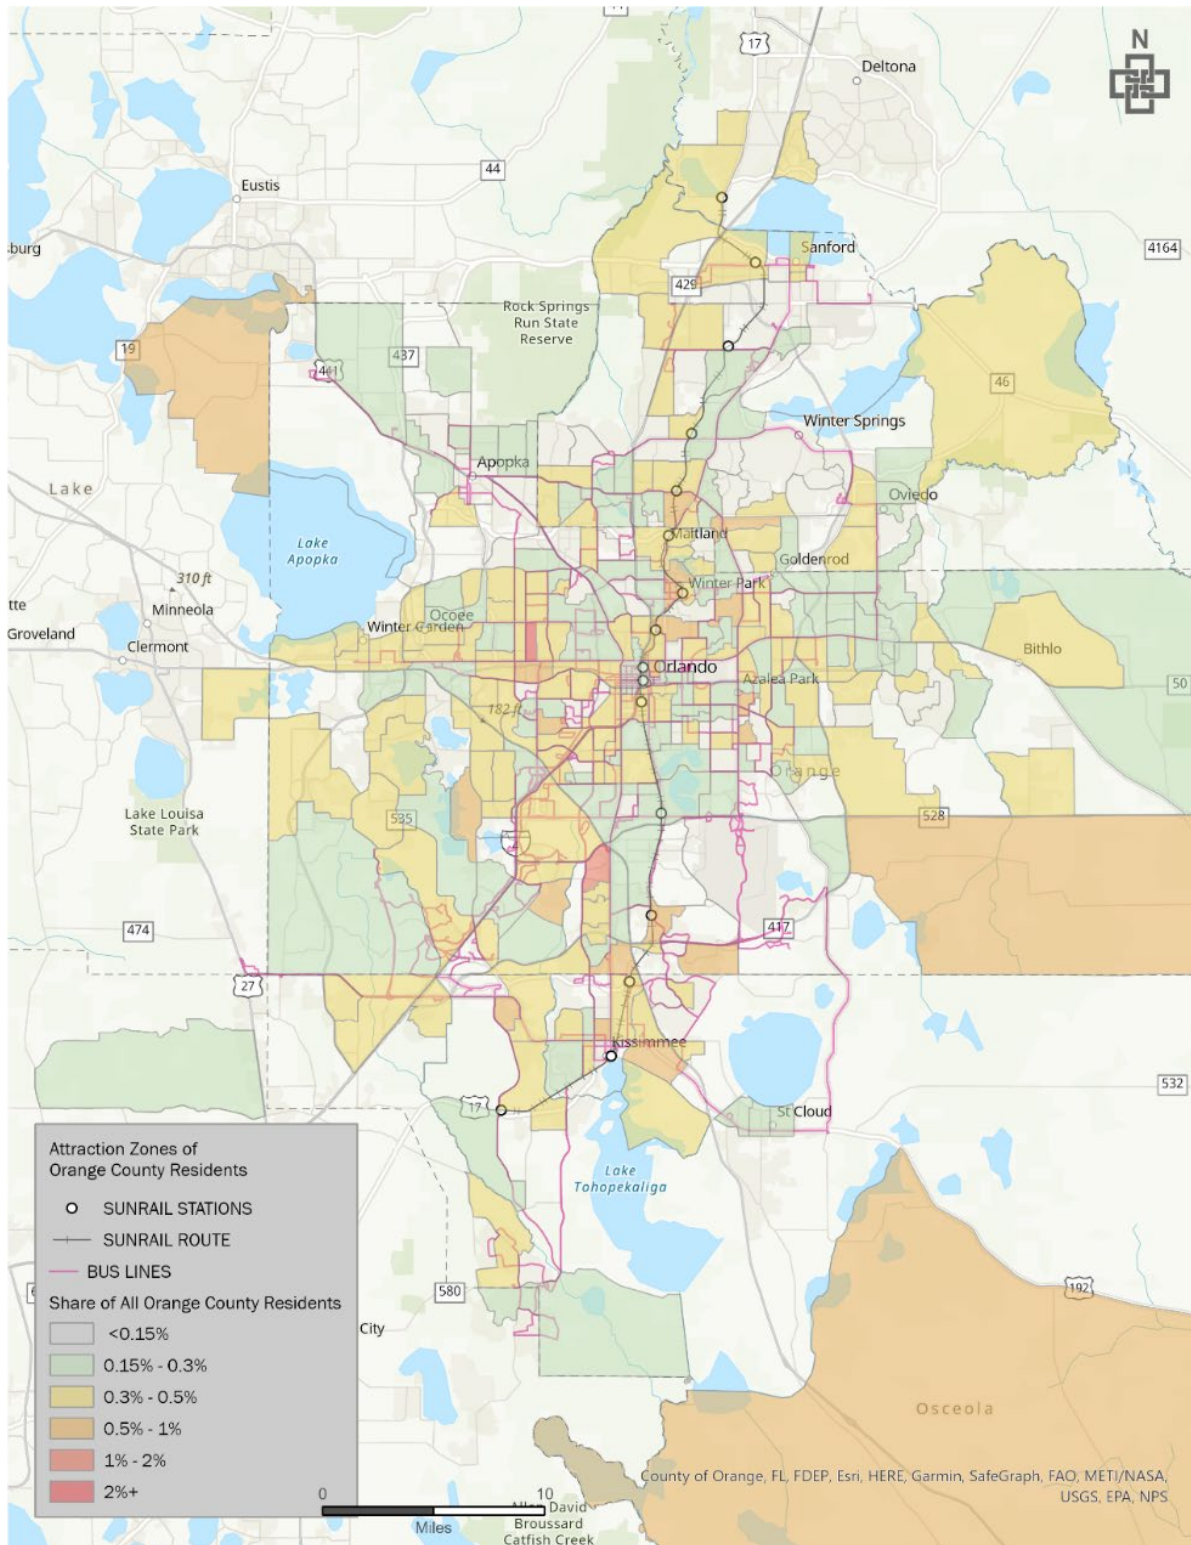 17
Deltona
N
44
Eustis
sburg
Sanford
4164
429
Rock Springs
Run State
Reserve
19
437
441
46
Winter Springs
Apopka
Lake
Oviedo
Maitland
Lake
Apopka
Goldenrod
310 ft
Winter Park
tte
Minneola
Ocoee
Groveland
Winter Garden
Clermont
Bithlo
Orlando
Azalea Park
50
182 ft
Orange
Lake Louisa
State Park
535
528
474
417
27
Kissimmee
532
17
St Cloud
Lake
Tohopekaliga
Attraction Zones of
Orange County Residents
SUNRAIL STATIONS
SUNRAIL ROUTE
BUS LINES
Share of All Orange County Residents
<0.15%
0.15% - 0.3%
0.3% - 0.5%
0.5% - 1%
1% - 2%
2%+
580
192
City
Osceola
County of Orange, FL, FDEP, Esri, HERE, Garmin, SafeGraph, FAO, METI/NASA,
USGS, EPA, NPS
0 10
Miles
David
Broussard
Catfish Creek